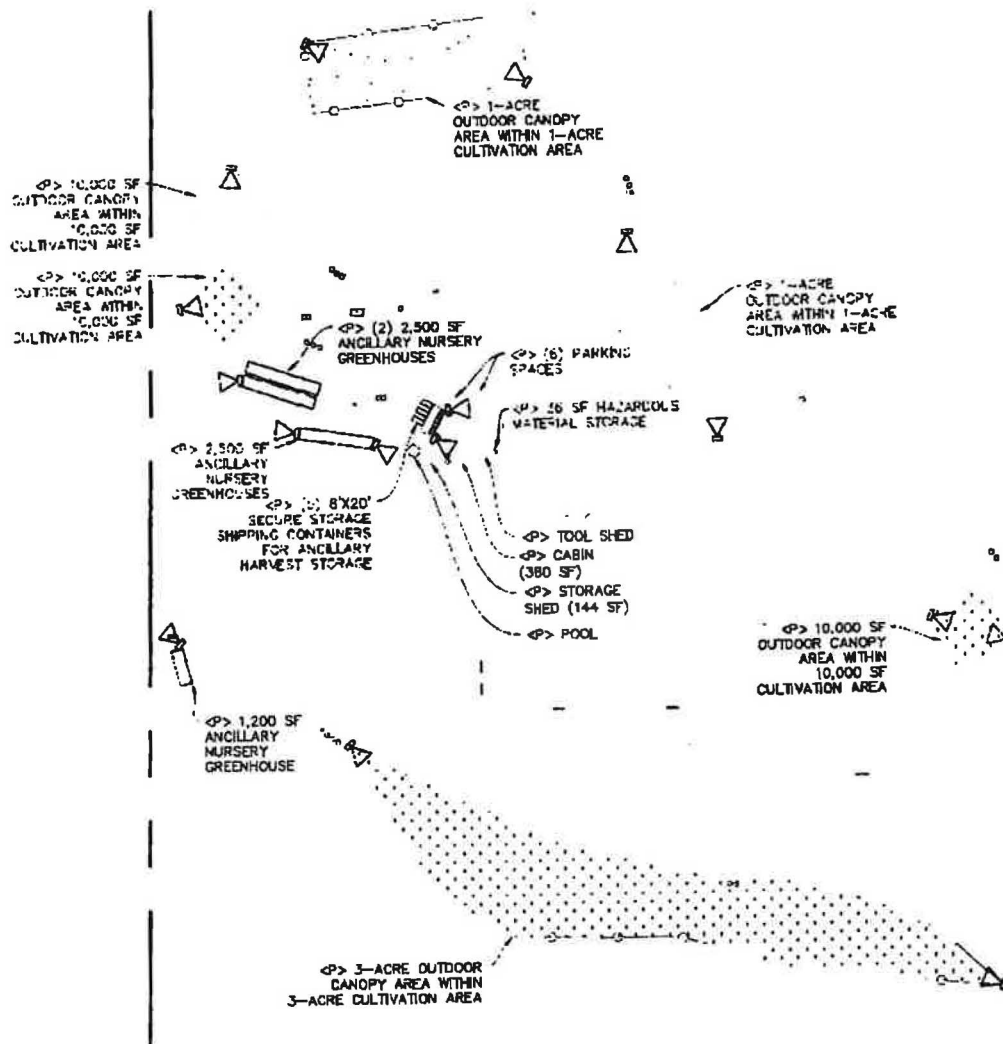 <P> 1-ACRE
OUTDOOR CANOPY
AREA WITHIN 1-ACRE
CULTIVATION AREA
<P> 10,000 SF
OUTDOOR CANOPY
AREA WITHIN
10,000 SF
CULTIVATION AREA
<P> 10,000 SF
OUTDOOR CANOPY
AREA WITHIN
10,000 SF
CULTIVATION AREA
<P> 1-ACRE
OUTDOOR CANOPY
AREA WITHIN 1-ACRE
CULTIVATION AREA
<P> (2) 2,500 SF
ANCILLARY NURSERY
GREENHOUSES
<P> (6) PARKING
SPACES
<P> 36 SF HAZARDOUS
MATERIAL STORAGE
<P> 2,500 SF
ANCILLARY
NURSERY
GREENHOUSES
<P> (5) 8'X20'
SECURE STORAGE
SHIPPING CONTAINERS
FOR ANCILLARY
HARVEST STORAGE
<P> TOOL SHED
<P> CABIN
(380 SF)
<P> STORAGE
SHED (144 SF)
<P> POOL
<P> 10,000 SF
OUTDOOR CANOPY
AREA WITHIN
10,000 SF
CULTIVATION AREA
<P> 1,200 SF
ANCILLARY
NURSERY
GREENHOUSE
<P> 3-ACRE OUTDOOR
CANOPY AREA WITHIN
3-ACRE CULTIVATION AREA